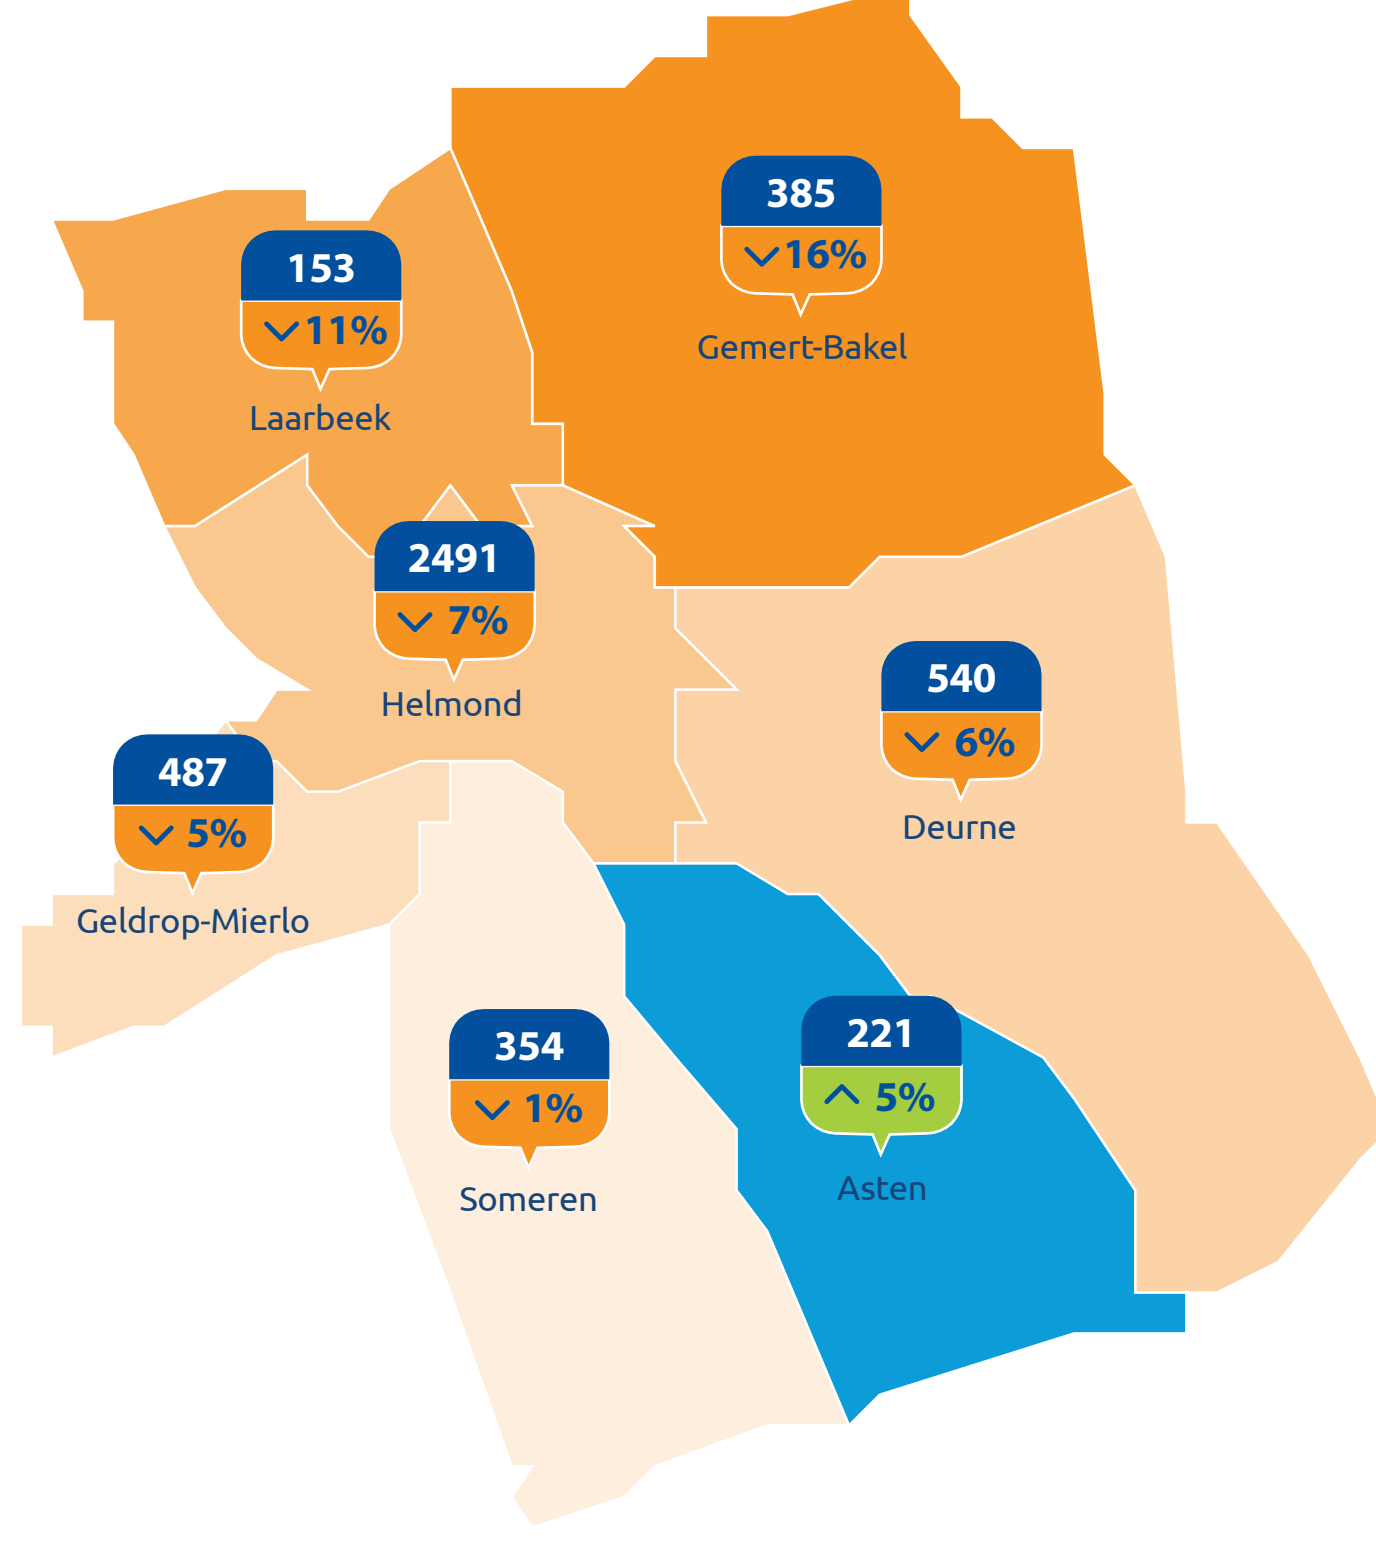 385
16%
Gemert-Bakel
153
11%
Laarbeek
2491
7%
Helmond
540
6%
Deurne
487
5%
Geldrop-Mierlo
354
1%
Someren
221
5%
Asten